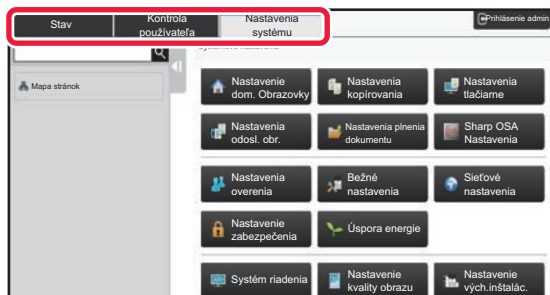 Stav
Kontrola
používateľa
Nastavenia
systému
Prihlásenie admin
Mapa stránok
Nastavenie
dom. Obrazovky
Nastavenia
kopírovania
Nastavenia
tlačiarne
Nastavenia
odosl. obr.
Nastavenia plnenia
dokumentu
Sharp OSA
Nastavenia
Nastavenia
overenia
Bežné
nastavenia
Sieťové
nastavenia
Nastavenie
zabezpečenia
Úspora energie
Systém riadenia
Nastavenie
kvality obrazu
Nastavenie
vých.inštalác.